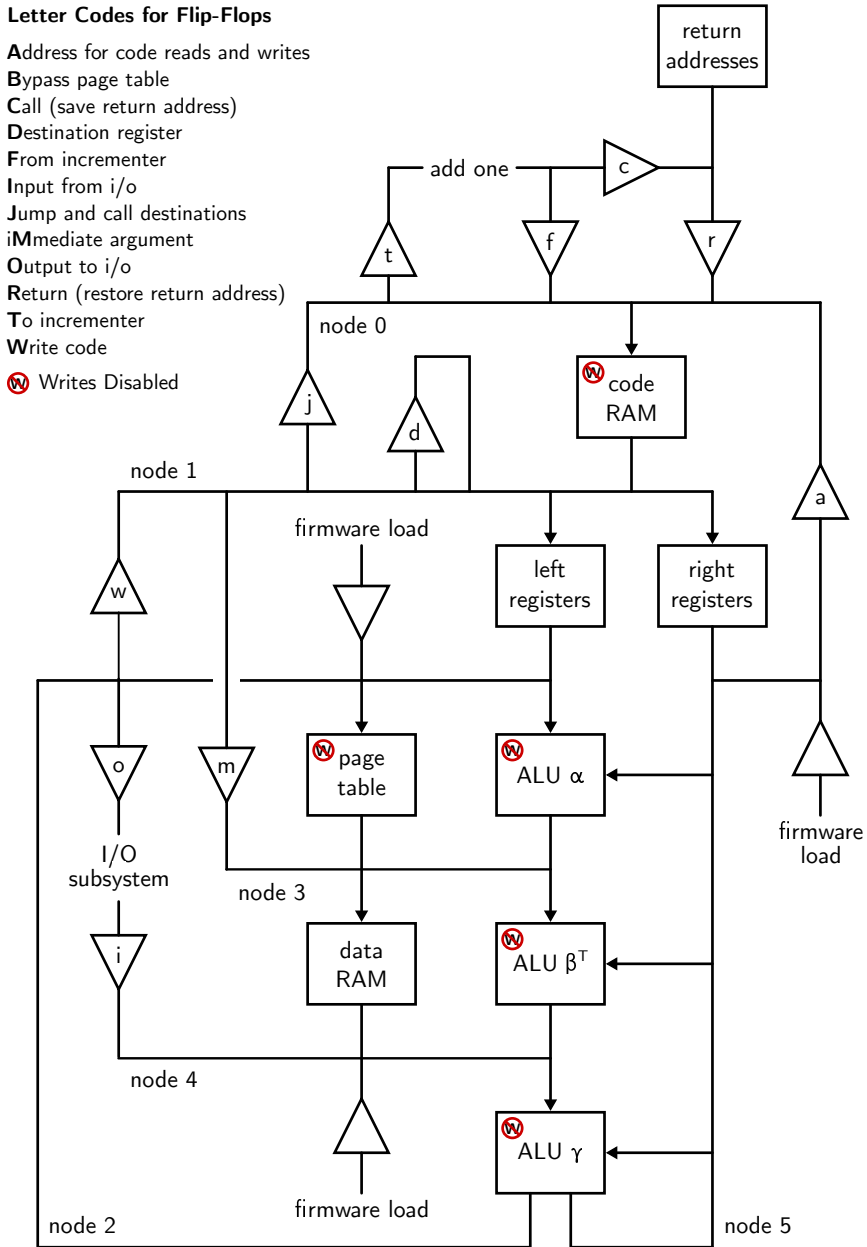 Letter Codes for Flip-Flops
Address for code reads and writes
Bypass page table
Call (save return address)
Destination register
From incrementer
Input from i/o
Jump and call destinations
iMmediate argument
Output to i/o
Return (restore return address)
To incrementer
Write code
W Writes Disabled
return
addresses
add one
c
t
f
r
node 0
W code
RAM
j
d
a
node 1
firmware load
w
left
registers
right
registers
o
m
W page
table
W
ALU α
firmware
load
I/O
subsystem
node 3
i
data
RAM
W
ALU βᵀ
node 4
W
ALU γ
firmware load
node 2
node 5